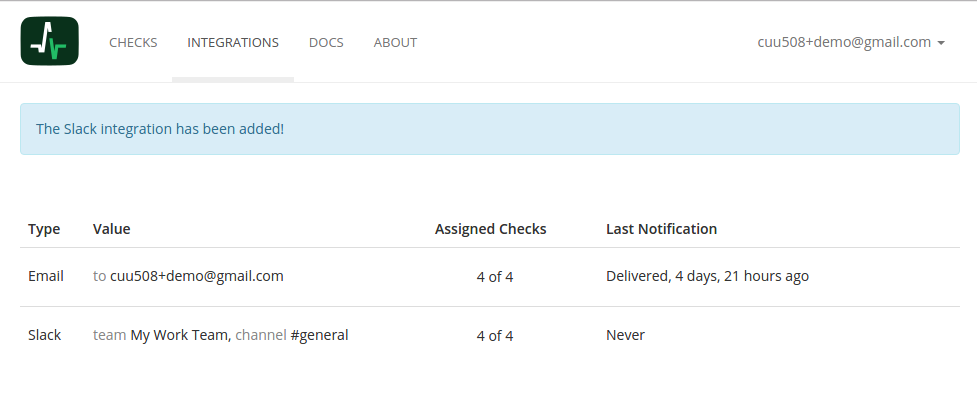 CHECKS INTEGRATIONS DOCS ABOUT cuu508+demo@gmail.com
The Slack integration has been added!
Type Value Assigned Checks Last Notification
Email to cuu508+demo@gmail.com 4 of 4 Delivered, 4 days, 21 hours ago
Slack team My Work Team, channel #general 4 of 4 Never